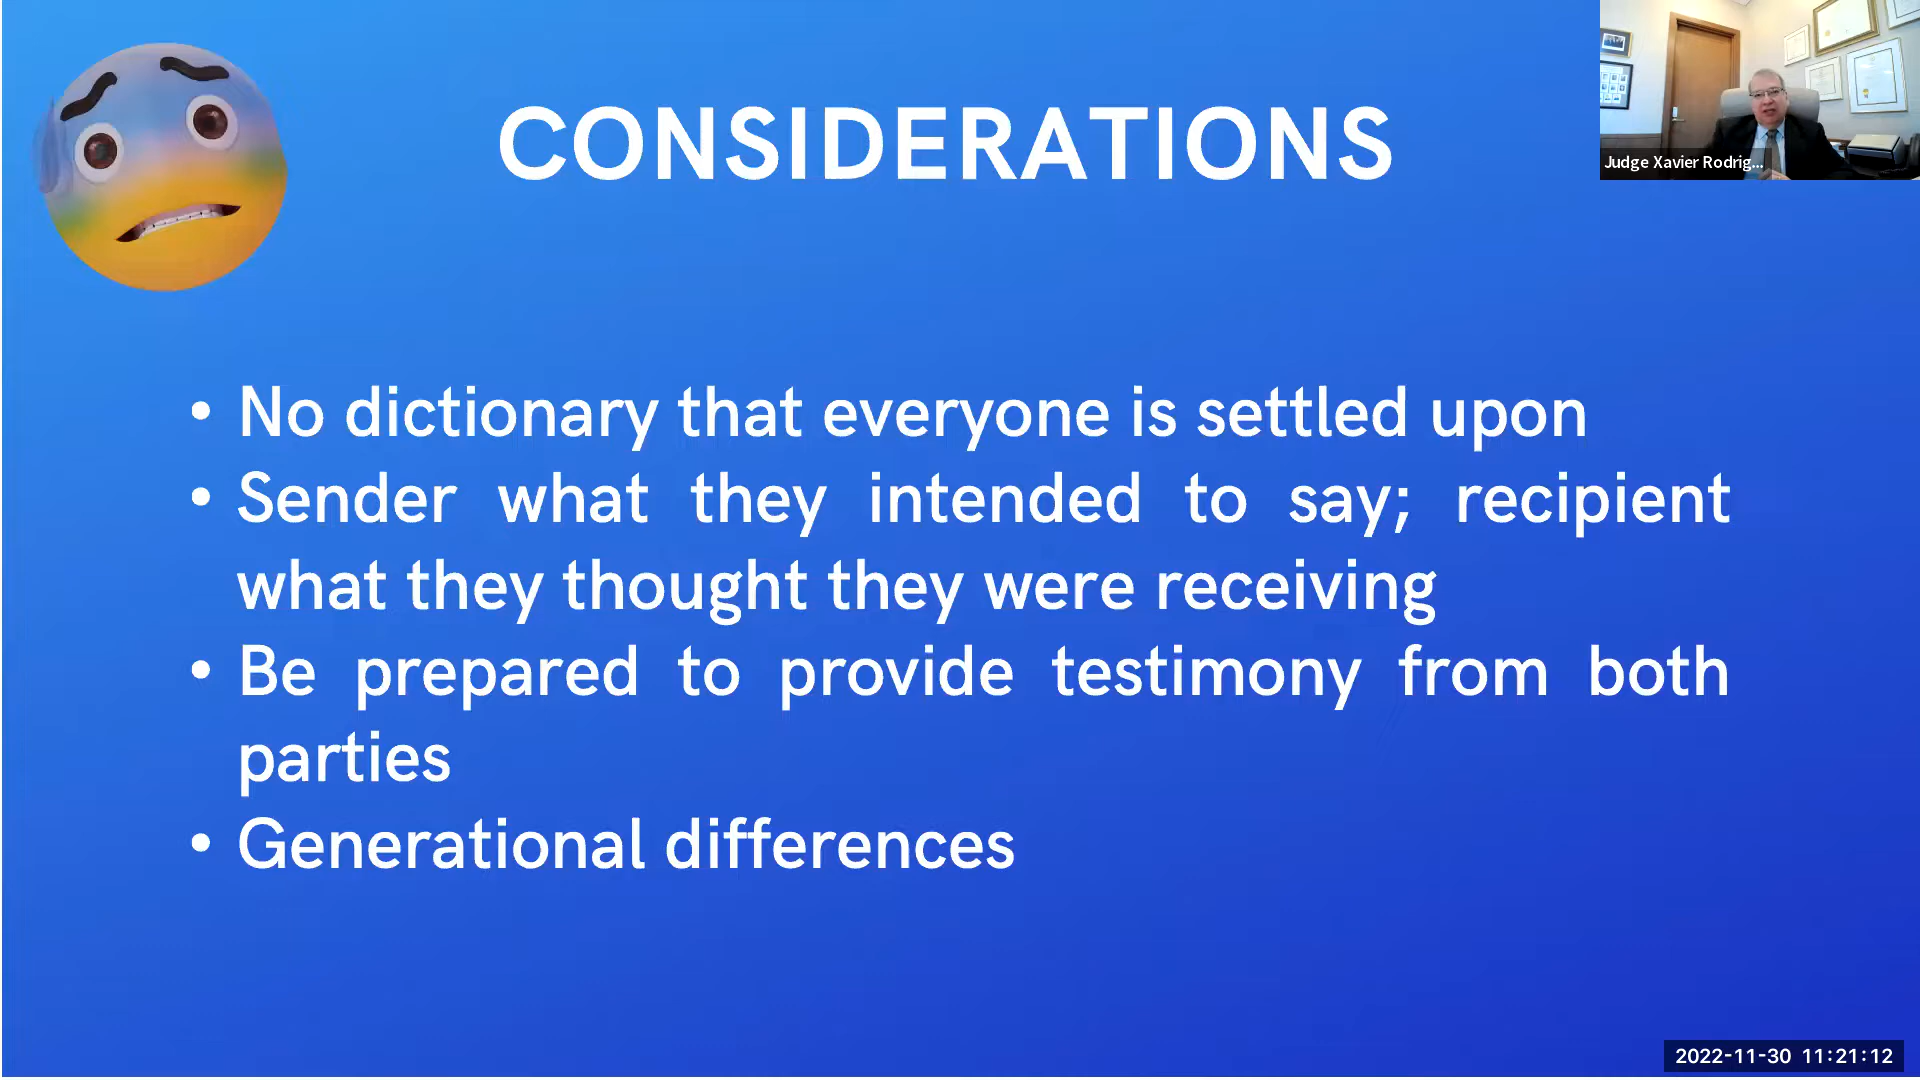 CONSIDERATIONS
Judge Xavier Rodrig...
• No dictionary that everyone is settled upon
• Sender what they intended to say; recipient
what they thought they were receiving
• Be prepared to provide testimony from both
parties
• Generational differences
2022-11-30 11:21:12